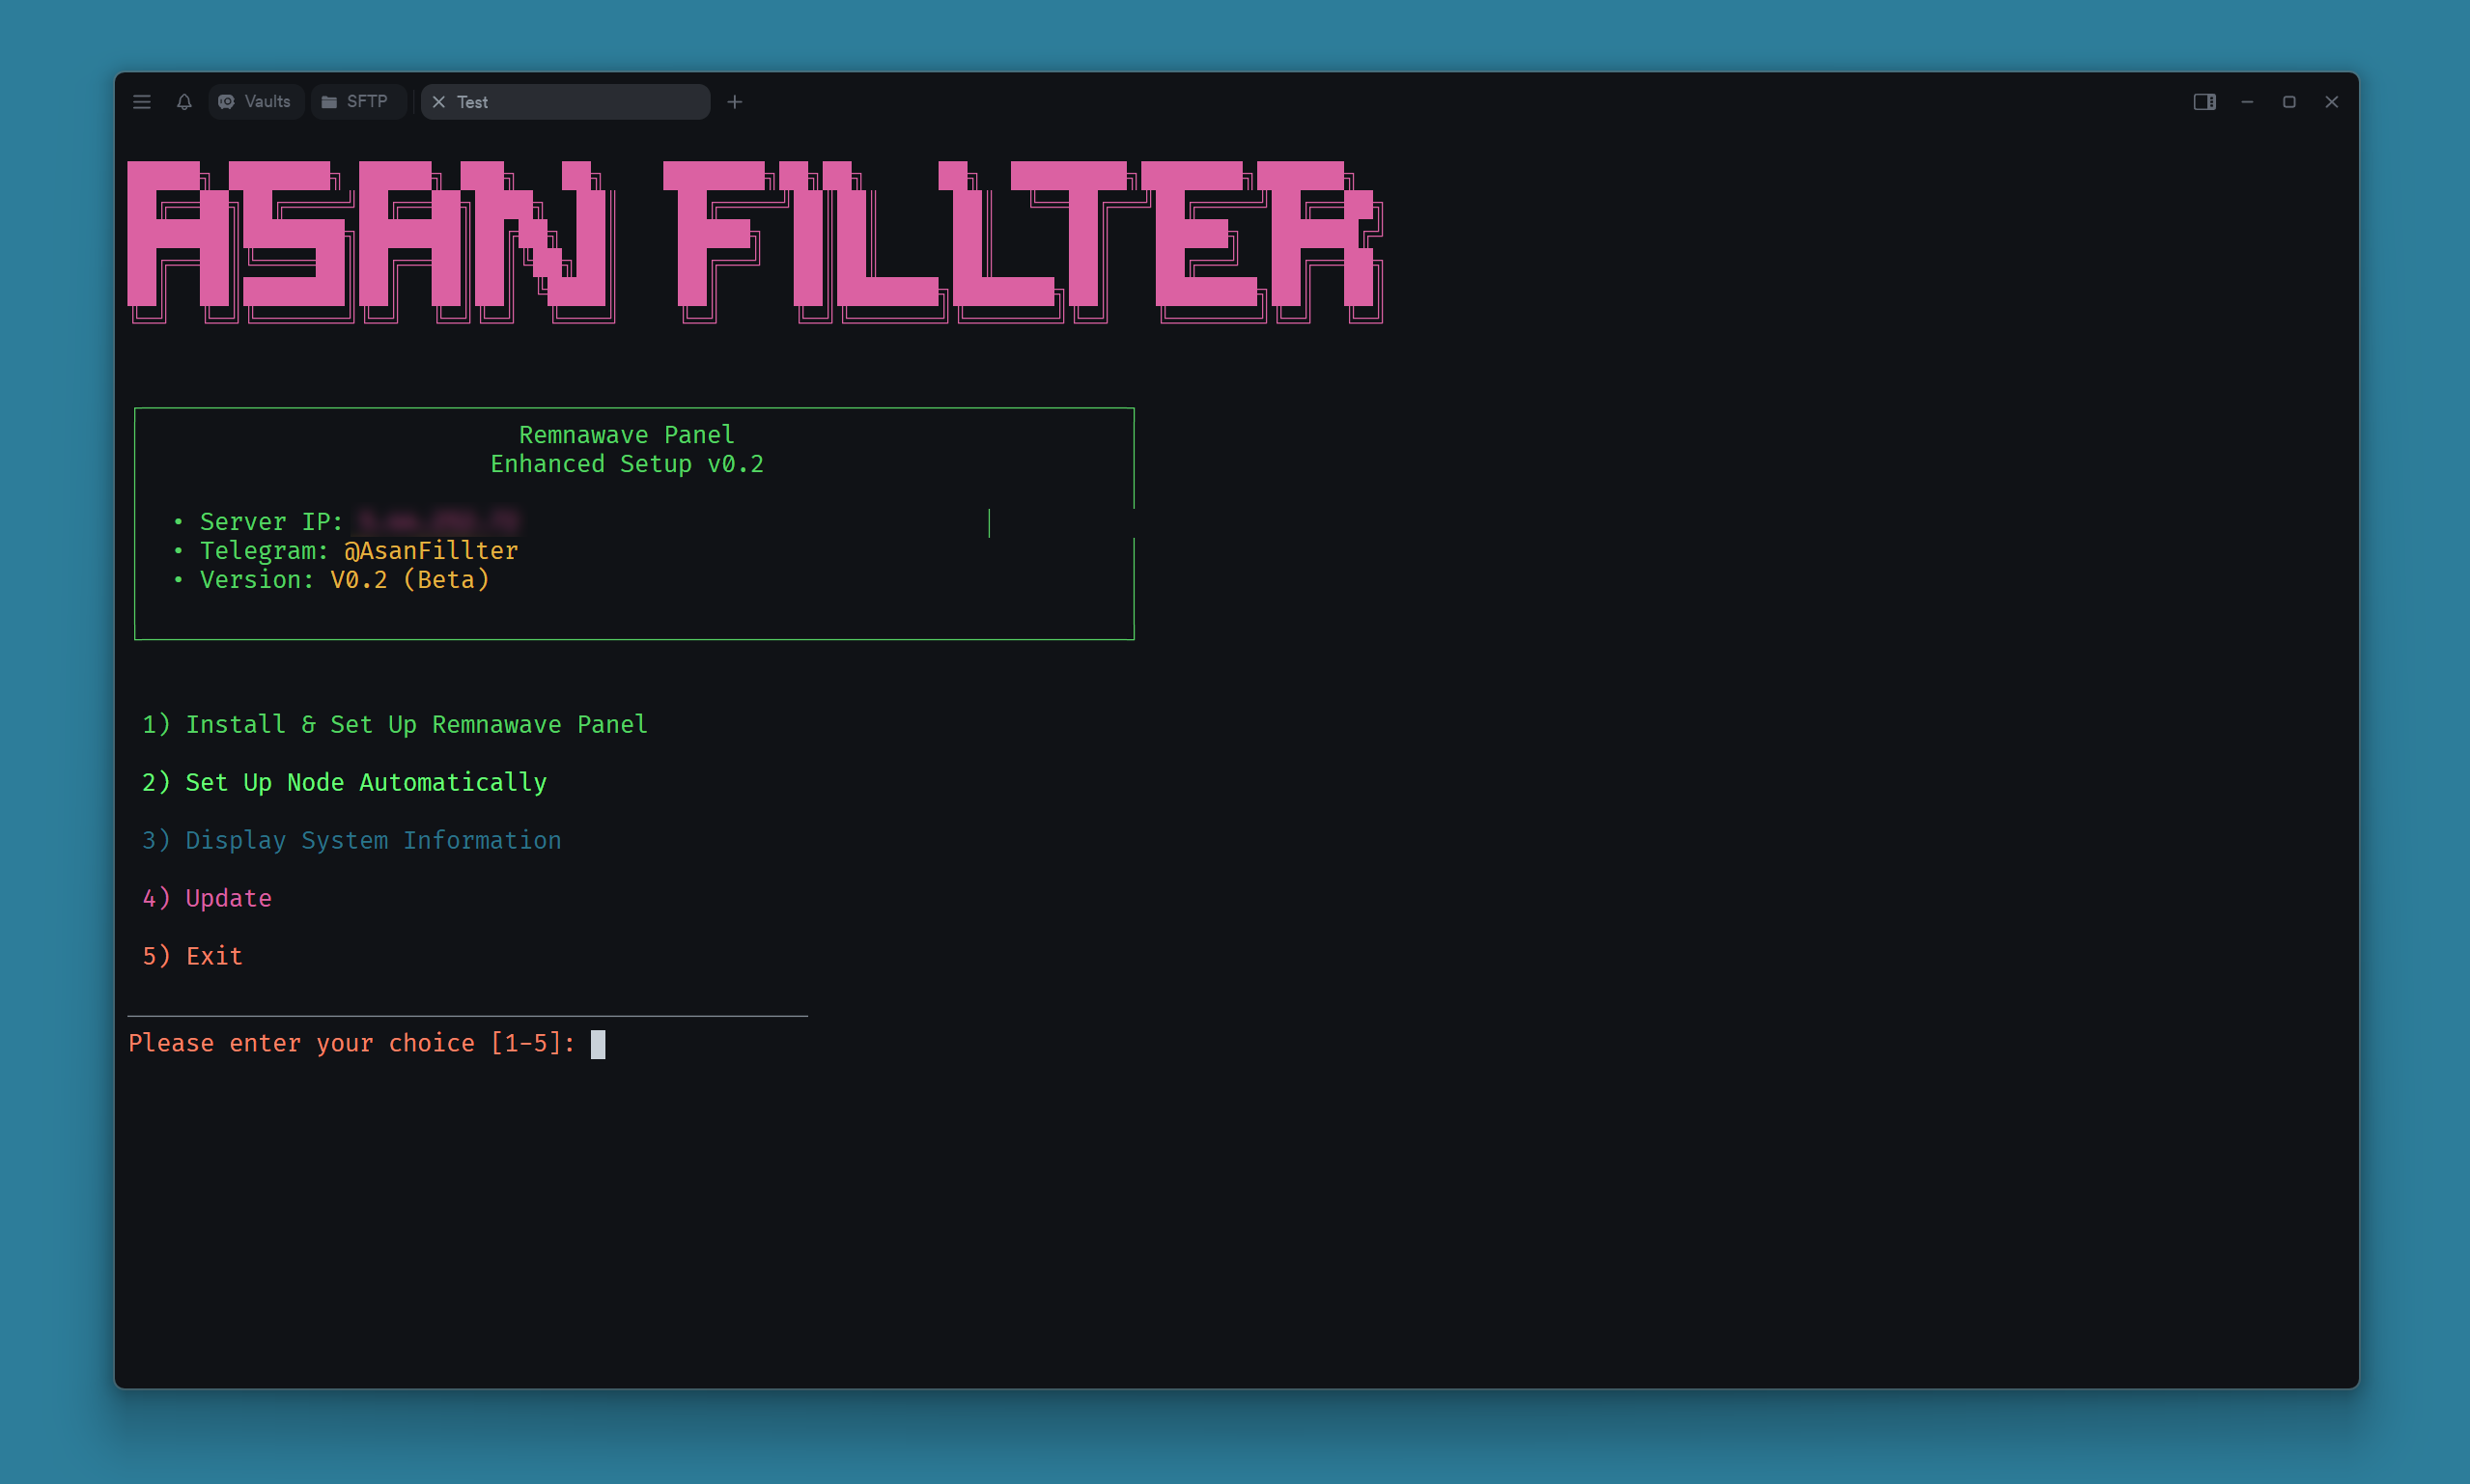 Vaults SFTP Test
ASAN FILLTER
Remnawave Panel
Enhanced Setup v0.2
• Server IP:
• Telegram: @AsanFillter
• Version: V0.2 (Beta)
1) Install & Set Up Remnawave Panel
2) Set Up Node Automatically
3) Display System Information
4) Update
5) Exit
Please enter your choice [1-5]: